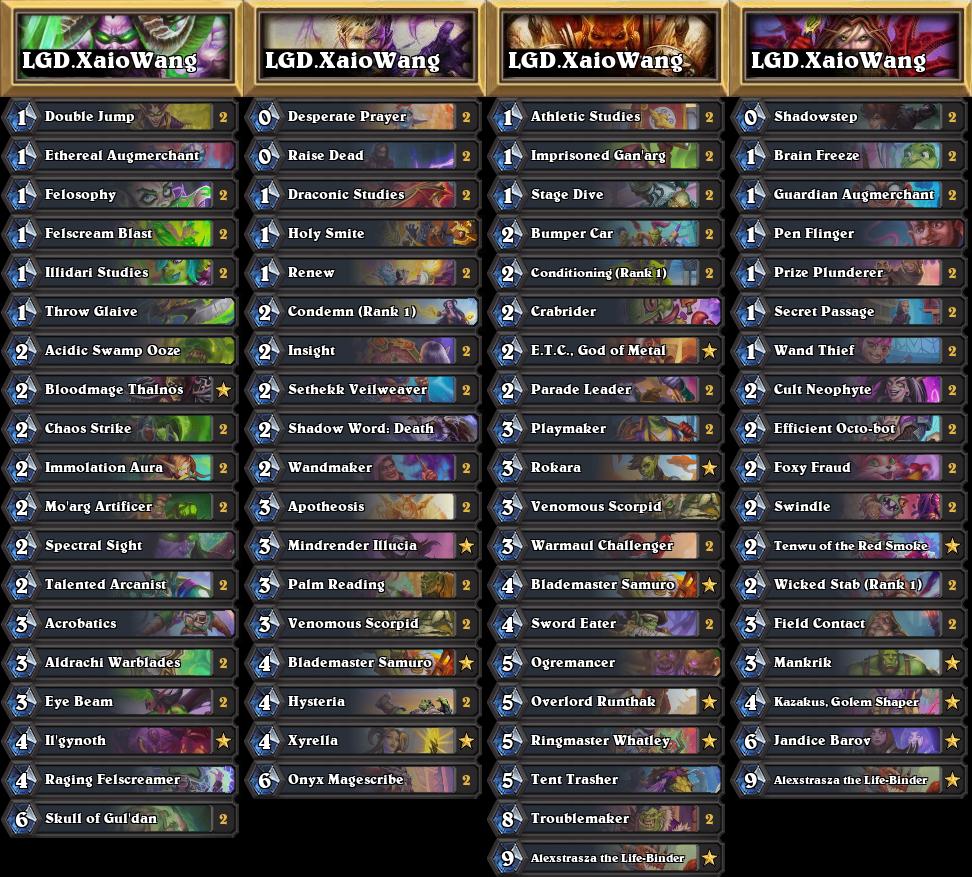 LGD.XaioWang
1 Double Jump 2
1 Ethereal Augmerchant
1 Felosophy 2
1 Felscream Blast 2
1 Illidari Studies 2
1 Throw Glaive
2 Acidic Swamp Ooze
2 Bloodmage Thalnos
2 Chaos Strike 2
2 Immolation Aura 2
2 Mo'arg Artificer 2
2 Spectral Sight
2 Talented Arcanist 2
3 Acrobatics
3 Aldrachi Warblades 2
3 Eye Beam 2
4 Il'gynoth
4 Raging Felscreamer
6 Skull of Gul'dan 2
LGD.XaioWang
0 Desperate Prayer 2
0 Raise Dead 2
1 Draconic Studies 2
1 Holy Smite
1 Renew 2
2 Condemn (Rank 1)
2 Insight 2
2 Sethekk Veilweaver 2
2 Shadow Word: Death
2 Wandmaker 2
3 Apotheosis 2
3 Mindrender Illucia
3 Palm Reading 2
3 Venomous Scorpid 2
4 Blademaster Samuro
4 Hysteria 2
4 Xyrella
6 Onyx Magescribe 2
LGD.XaioWang
1 Athletic Studies 2
1 Imprisoned Gan'arg 2
1 Stage Dive 2
2 Bumper Car 2
2 Conditioning (Rank 1) 2
2 Crabrider
2 E.T.C., God of Metal
2 Parade Leader 2
3 Playmaker 2
3 Rokara
3 Venomous Scorpid
3 Warmaul Challenger 2
4 Blademaster Samuro
4 Sword Eater 2
5 Ogremancer
5 Overlord Runthak
5 Ringmaster Whatley
5 Tent Trasher
8 Troublemaker 2
9 Alexstrasza the Life-Binder
LGD.XaioWang
0 Shadowstep 2
1 Brain Freeze 2
1 Guardian Augmerchant 2
1 Pen Flinger
1 Prize Plunderer 2
1 Secret Passage 2
1 Wand Thief 2
2 Cult Neophyte 2
2 Efficient Octo-bot 2
2 Foxy Fraud 2
2 Swindle 2
2 Tenwu of the Red Smoke
2 Wicked Stab (Rank 1) 2
3 Field Contact 2
3 Mankrik
4 Kazakus, Golem Shaper
6 Jandice Barov
9 Alexstrasza the Life-Binder